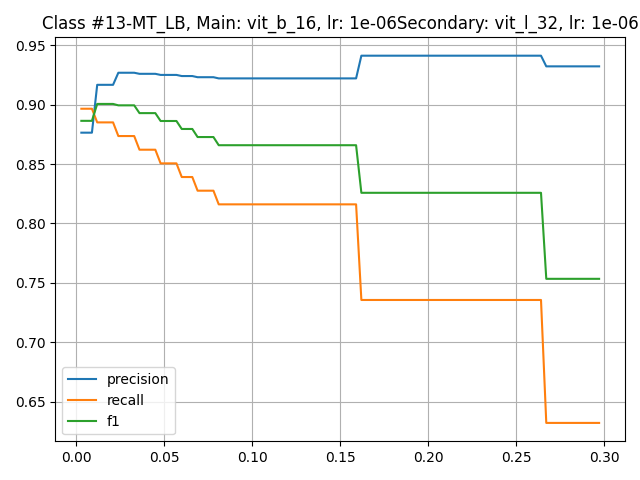 Class #13-MT_LB, Main: vit_b_16, lr: 1e-06Secondary: vit_l_32, lr: 1e-06
0.95
0.90
0.85
0.80
0.75
0.70
0.65
precision
recall
f1
0.00 0.05 0.10 0.15 0.20 0.25 0.30